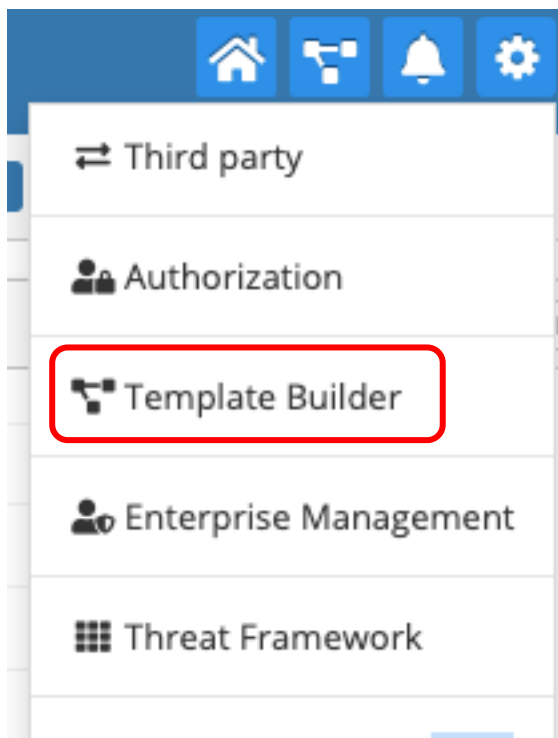 Third party
Authorization
Template Builder
Enterprise Management
Threat Framework